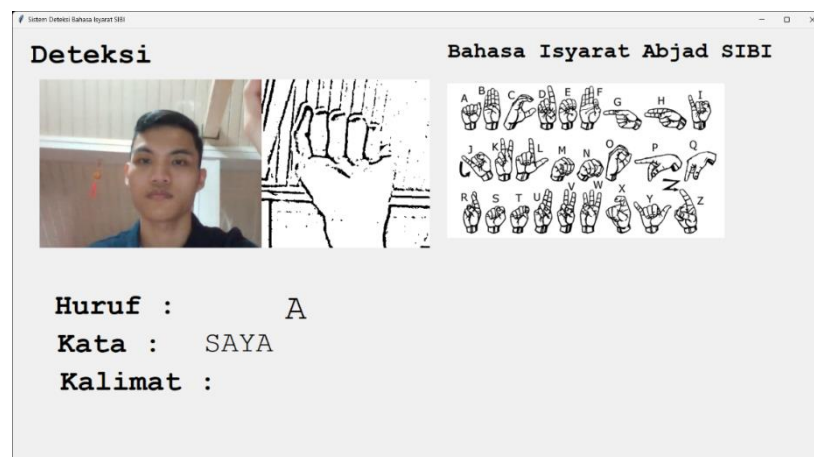 Sistem Deteksi Bahasa Isyarat SIBI
Deteksi
Bahasa Isyarat Abjad SIBI
A B C D E F G H I
J K L M N O P Q
R S T U V W X Y Z
Huruf : A
Kata : SAYA
Kalimat :